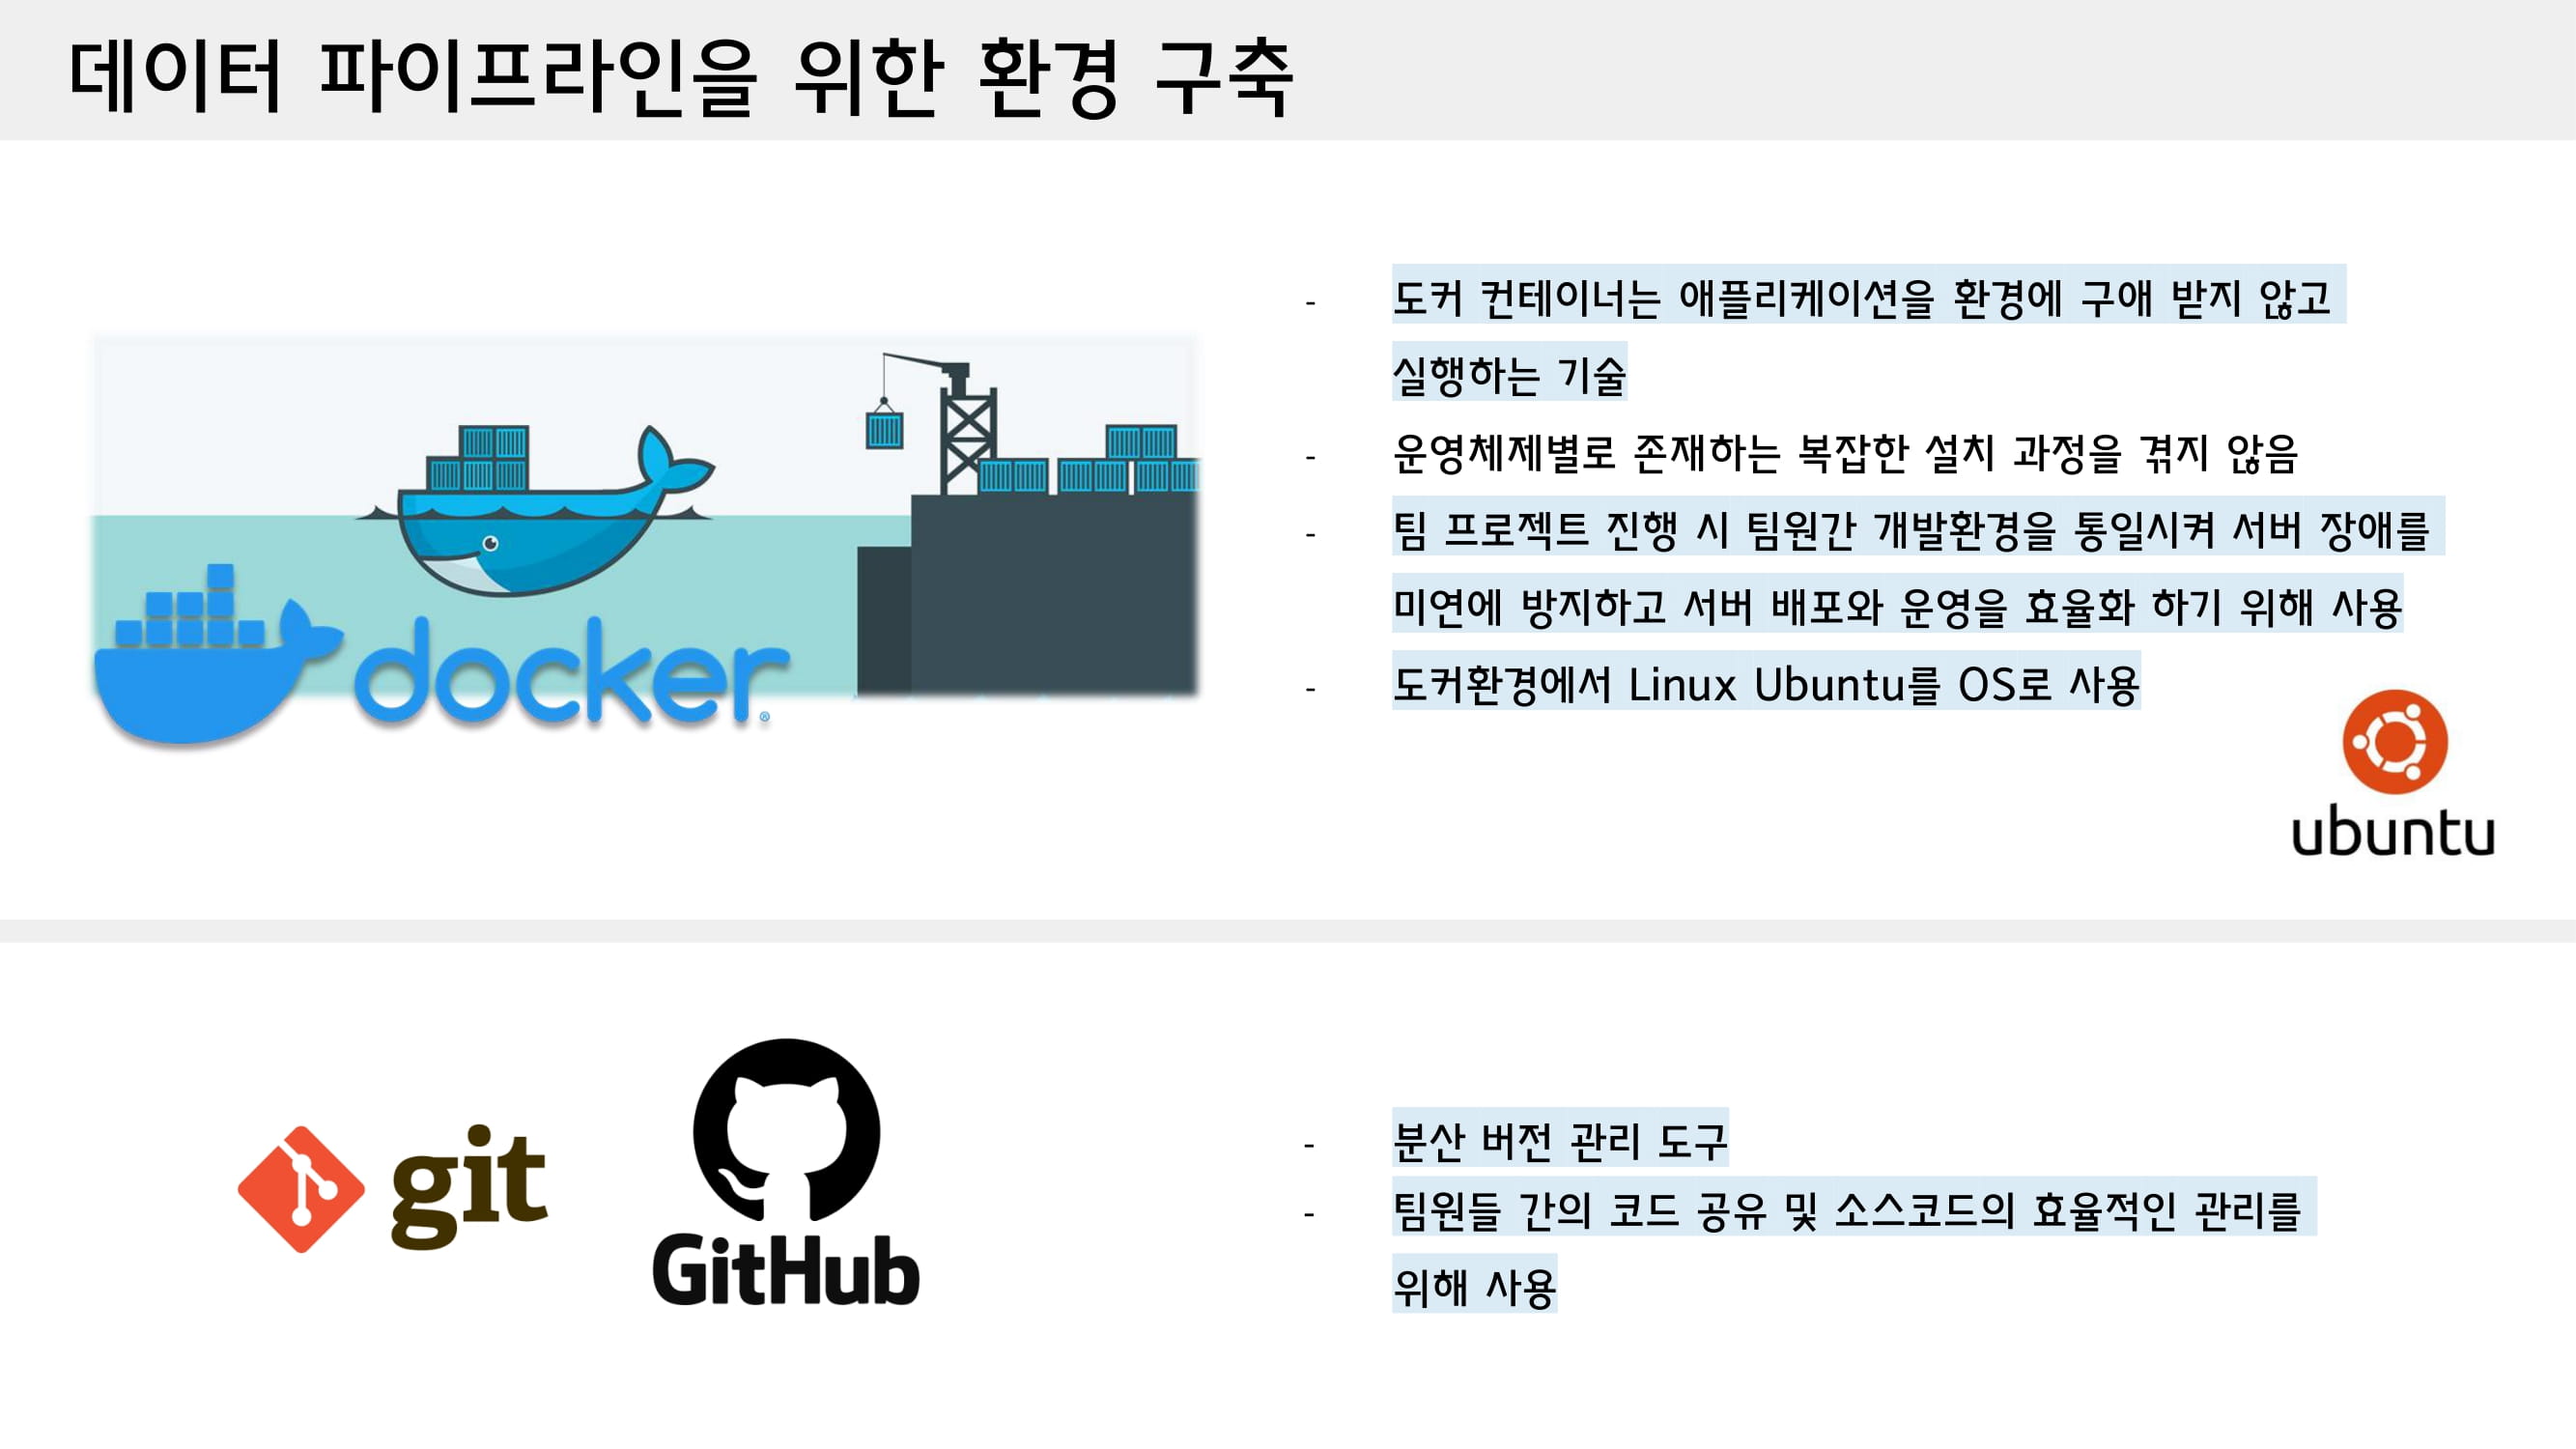 데이터 파이프라인을 위한 환경 구축
- 도커 컨테이너는 애플리케이션을 환경에 구애 받지 않고
실행하는 기술
- 운영체제별로 존재하는 복잡한 설치 과정을 겪지 않음
- 팀 프로젝트 진행 시 팀원간 개발환경을 통일시켜 서버 장애를
미연에 방지하고 서버 배포와 운영을 효율화 하기 위해 사용
- 도커환경에서 Linux Ubuntu를 OS로 사용
docker®
ubuntu
git
GitHub
- 분산 버전 관리 도구
- 팀원들 간의 코드 공유 및 소스코드의 효율적인 관리를
위해 사용